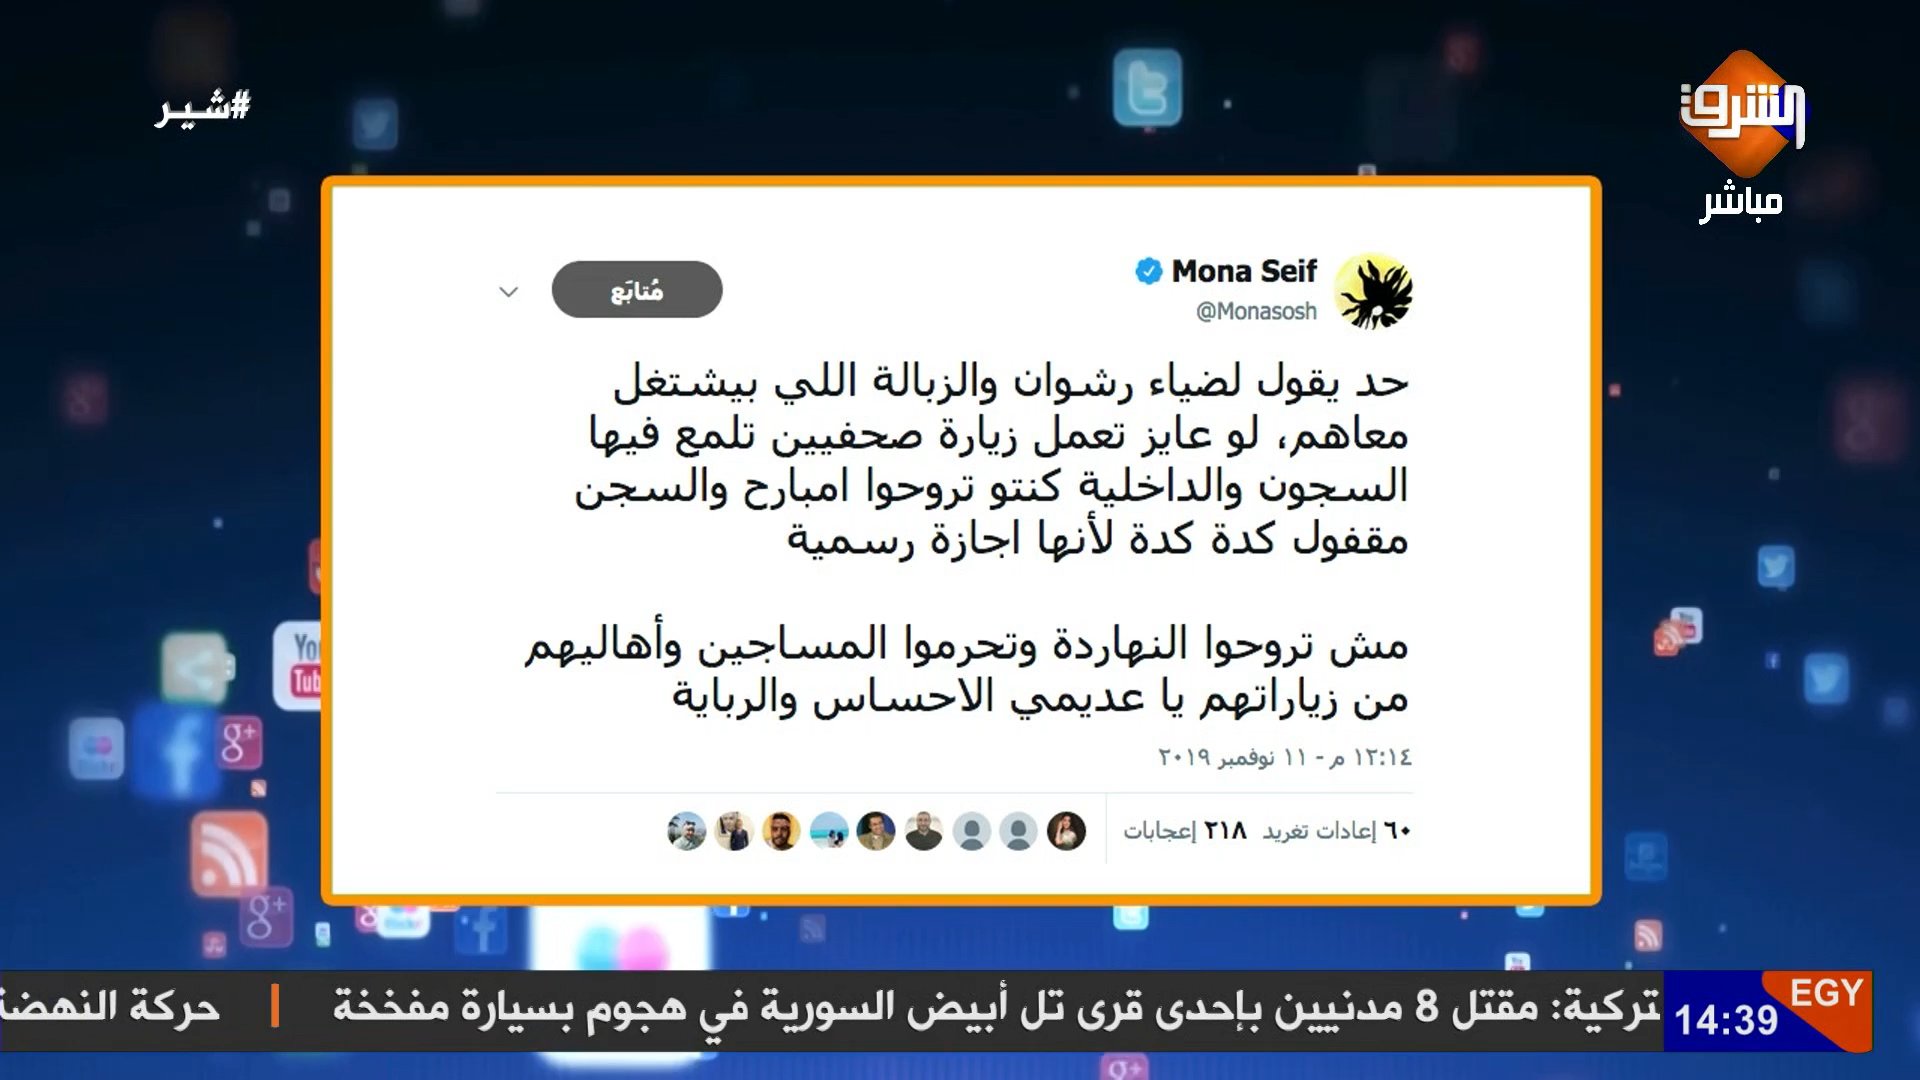 #شير
الشرق
مباشر
Mona Seif
@Monasosh
مُتابَع
حد يقول لضياء رشوان والزبالة اللي بيشتغل
معاهم، لو عايز تعمل زيارة صحفيين تلمع فيها
السجون والداخلية كنتو تروحوا امبارح والسجن
مقفول كدة كدة لأنها اجازة رسمية
مش تروحوا النهاردة وتحرموا المساجين وأهاليهم
من زياراتهم يا عديمي الاحساس والرباية
١٢:١٤ م - ١١ نوفمبر ٢٠١٩
٦٠ إعادات تغريد ٢١٨ إعجابات
You
Tub
EGY
14:39
تركية: مقتل 8 مدنيين بإحدى قرى تل أبيض السورية في هجوم بسيارة مفخخة | حركة النهضة